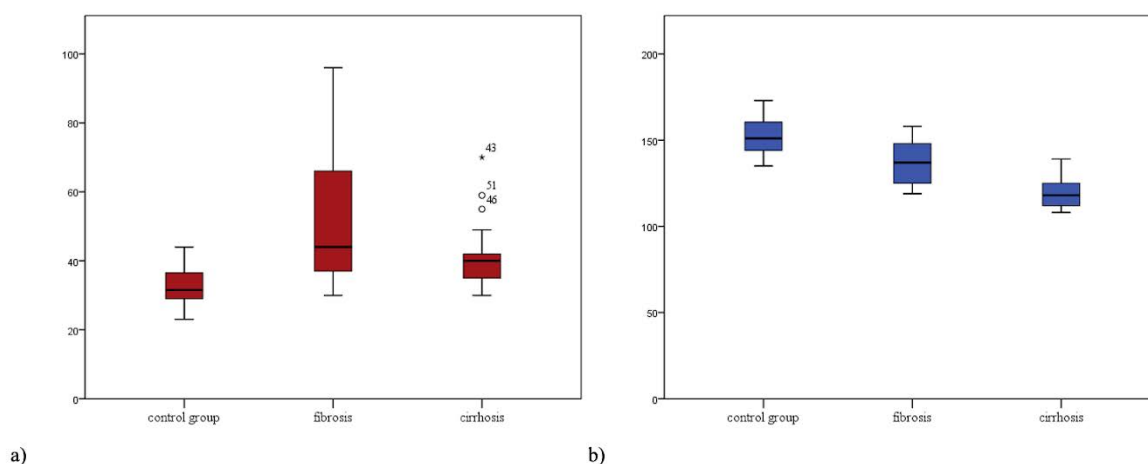 100
80
60
40
20
0
43
51
46
control group
fibrosis
cirrhosis
a)
200
150
100
50
0
control group
fibrosis
cirrhosis
b)